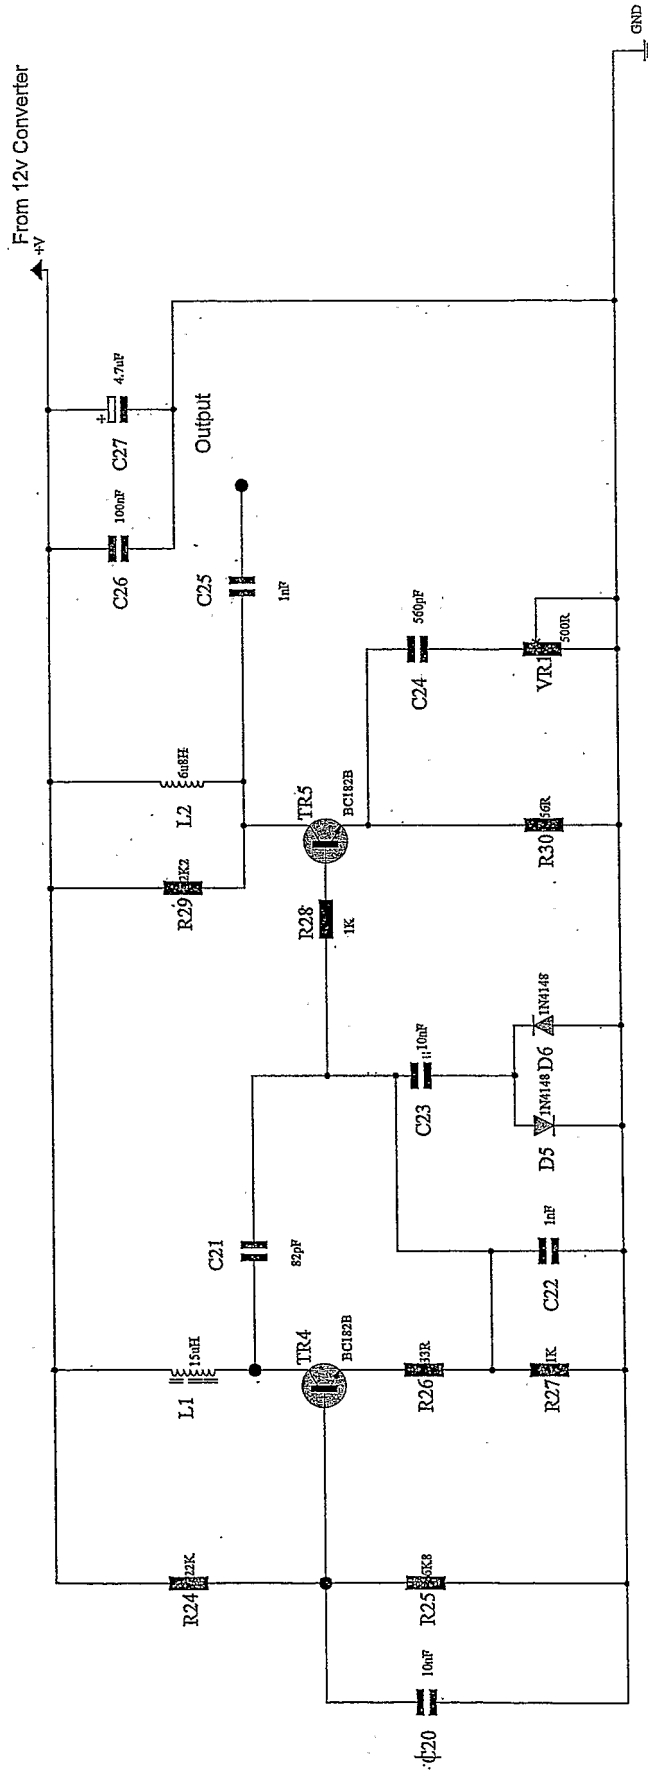 From 12v Converter
+V
GND
C27
+
4.7uF
C26
100nF
Output
C25
1nF
L2
6u8H
R29
2K2
TR5
BC182B
C24
560pF
VR1
500R
R30
56R
R28
1K
C21
82pF
C23
10nF
D5
1N4148
D6
1N4148
C22
1nF
L1
15uH
TR4
BC182B
R26
33R
R27
1K
R24
22K
R25
6K8
C20
10nF